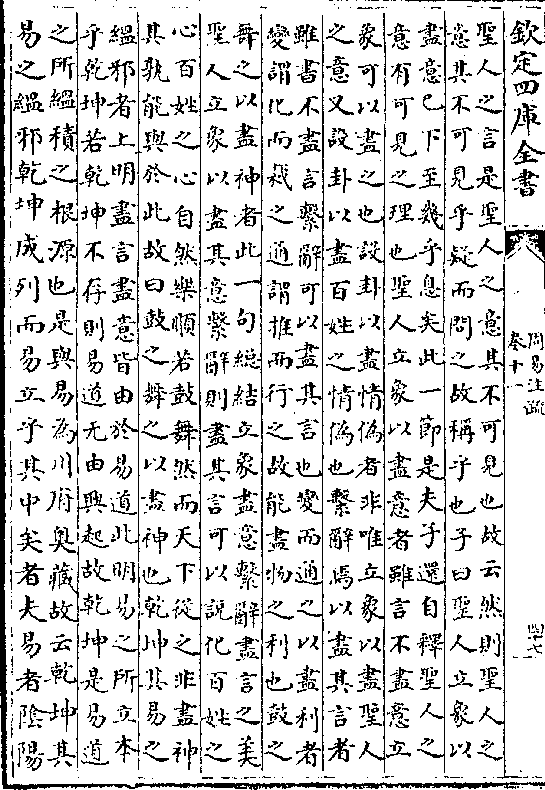 欽定四庫全書
周易注疏
卷十一
四七
聖人之言是聖人之意其不可見也故云然則聖人之
意其不可見乎疑而問之故稱乎也子曰聖人立象以
盡意已下至幾乎息矣此一節是夫子還自釋聖人之
意有可見之理也聖人立象以盡意者雖言不盡意立
象可以盡之也設卦以盡情偽者非唯立象以盡聖人
之意又設卦以盡百姓之情偽也繫辭焉以盡其言者
雖書不盡言繫辭可以盡其言也變而通之以盡利者
變謂化而裁之通謂推而行之故能盡物之利也鼓之
舞之以盡神者此一句總結立象盡意繫辭盡言之美
聖人立象以盡其意繫辭則盡其言可以說化百姓之
心百姓之心自然樂順若鼓舞然而天下從之非盡神
其孰能與於此故曰鼓之舞之以盡神也乾坤其易之
縕邪者上明盡言盡意皆由於易道此明易之所立本
乎乾坤若乾坤不存則易道无由興起故乾坤是易道
之所縕積之根源也是與易為川府奥藏故云乾坤其
易之縕邪乾坤成列而易立乎其中矣者夫易者陰陽